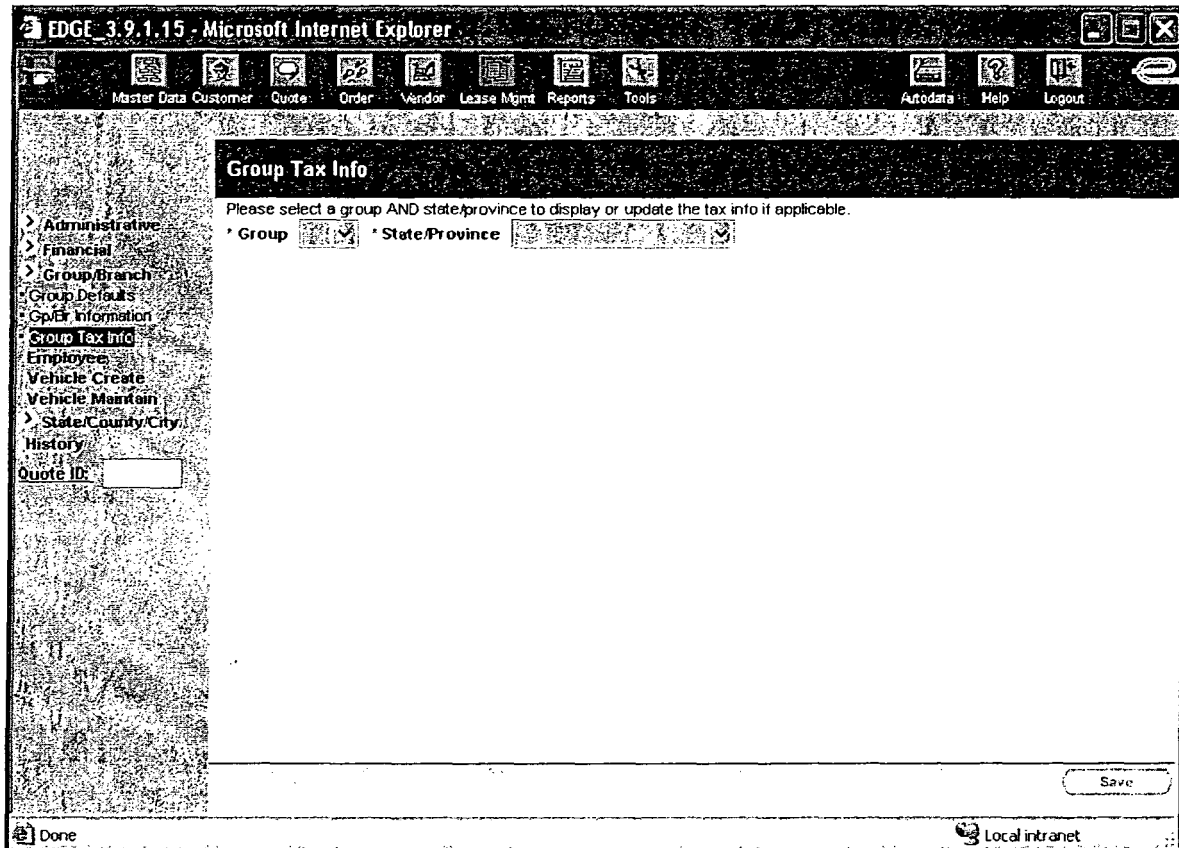 EDGE_3.9.1.15 - Microsoft Internet Explorer
Master Data Customer Quote Order Vendor Lease Mgmt Reports Tools Autodata Help Logout
Group Tax Info
Please select a group AND state/province to display or update the tax info if applicable.
* Group * State/Province
> Administrative
> Financial
> Group/Branch
• Group Defaults
• Gp/Br Information
• Group Tax Info
Employee
Vehicle Create
Vehicle Maintain
> State/County/City
History
Quote ID:
Save
Done Local intranet